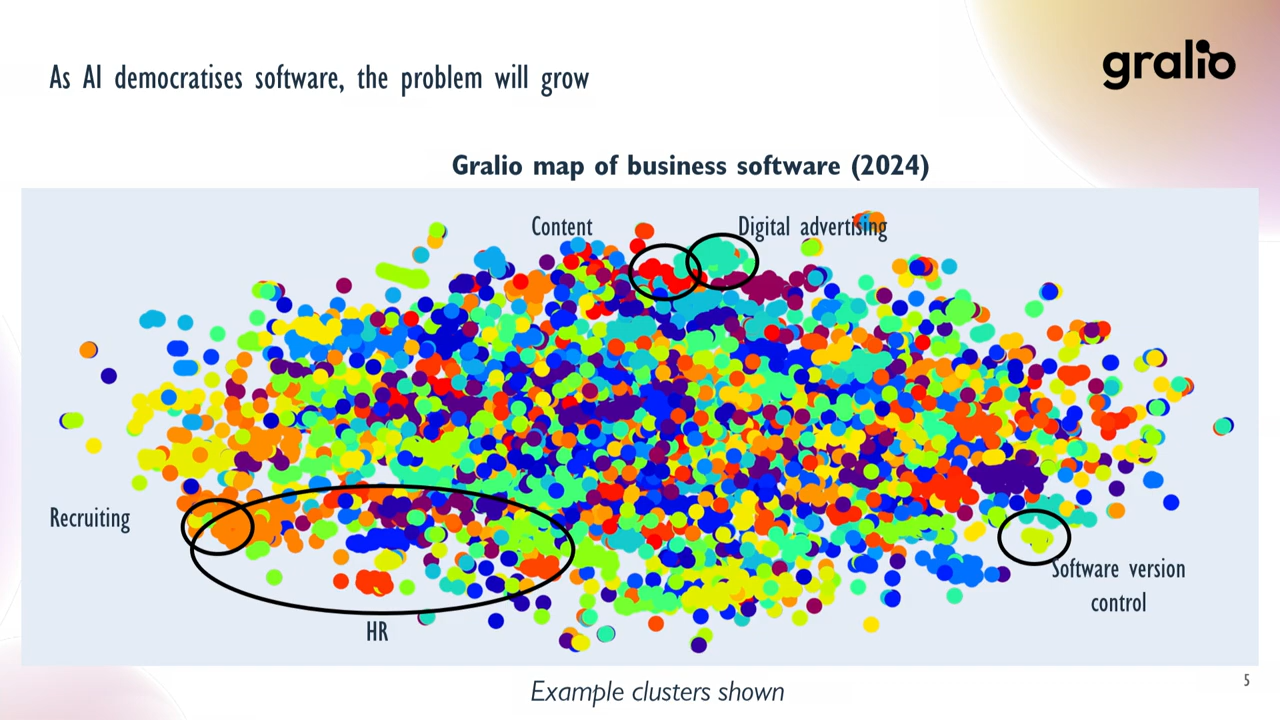 As AI democratises software, the problem will grow
gralio
Gralio map of business software (2024)
Content
Digital advertising
Recruiting
Software version
control
HR
5
Example clusters shown